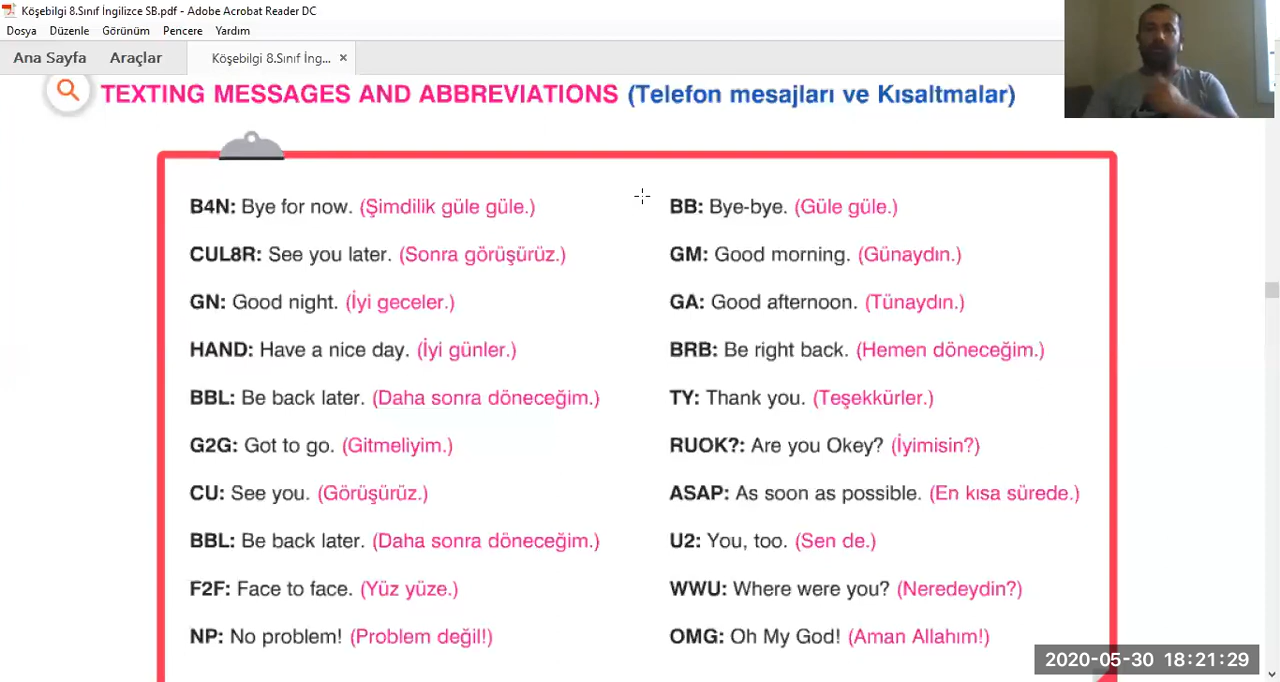 Köşebilgi 8.Sınıf İngilizce SB.pdf - Adobe Acrobat Reader DC
Dosya Düzenle Görünüm Pencere Yardım
Ana Sayfa Araçlar Köşebilgi 8.Sınıf İng... ×
TEXTING MESSAGES AND ABBREVIATIONS (Telefon mesajları ve Kısaltmalar)
B4N: Bye for now. (Şimdilik güle güle.)
CUL8R: See you later. (Sonra görüşürüz.)
GN: Good night. (İyi geceler.)
HAND: Have a nice day. (İyi günler.)
BBL: Be back later. (Daha sonra döneceğim.)
G2G: Got to go. (Gitmeliyim.)
CU: See you. (Görüşürüz.)
BBL: Be back later. (Daha sonra döneceğim.)
F2F: Face to face. (Yüz yüze.)
NP: No problem! (Problem değil!)
BB: Bye-bye. (Güle güle.)
GM: Good morning. (Günaydın.)
GA: Good afternoon. (Tünaydın.)
BRB: Be right back. (Hemen döneceğim.)
TY: Thank you. (Teşekkürler.)
RUOK?: Are you Okey? (İyimisin?)
ASAP: As soon as possible. (En kısa sürede.)
U2: You, too. (Sen de.)
WWU: Where were you? (Neredeydin?)
OMG: Oh My God! (Aman Allahım!)
2020-05-30 18:21:29